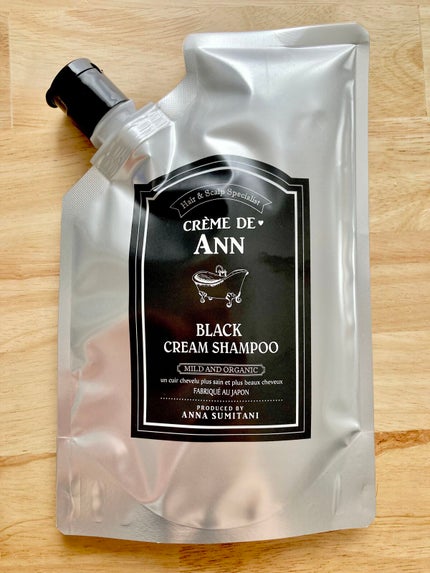 Hair & Scalp Specialist
CRÈME DE♥
ANN
BLACK
CREAM SHAMPOO
MILD AND ORGANIC
un cuir chevelu plus sain et plus beaux cheveux
FABRIQUÉ AU JAPON
PRODUCED BY
ANNA SUMITANI